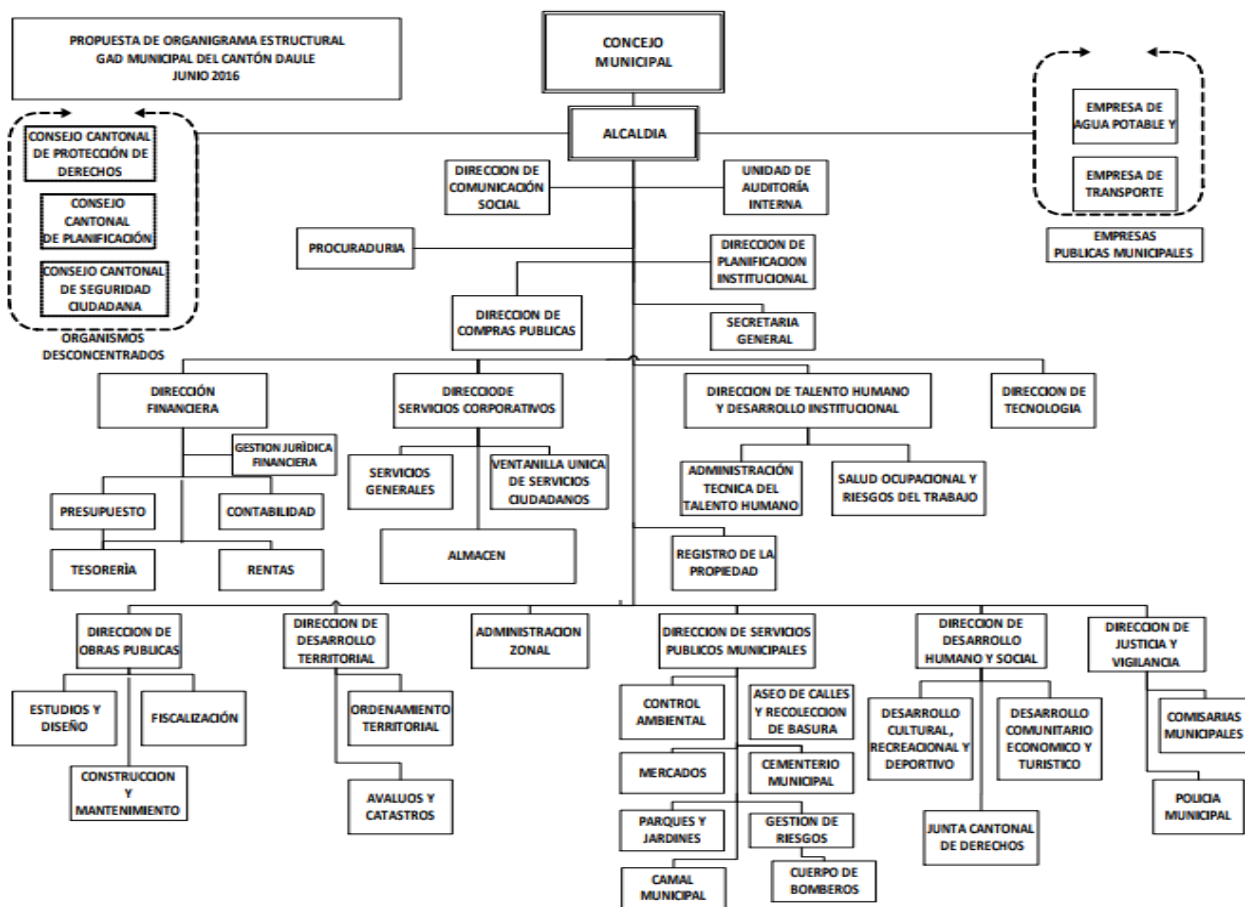 PROPUESTA DE ORGANIGRAMA ESTRUCTURAL
GAD MUNICIPAL DEL CANTÓN DAULE
JUNIO 2016
CONCEJO
MUNICIPAL
ALCALDIA
CONSEJO CANTONAL
DE PROTECCIÓN DE
DERECHOS
CONSEJO
CANTONAL
DE PLANIFICACIÓN
CONSEJO CANTONAL
DE SEGURIDAD
CIUDADANA
ORGANISMOS
DESCONCENTRADOS
EMPRESA DE
AGUA POTABLE Y
EMPRESA DE
TRANSPORTE
EMPRESAS
PUBLICAS MUNICIPALES
DIRECCION DE
COMUNICACIÓN
SOCIAL
UNIDAD DE
AUDITORÍA
INTERNA
PROCURADURIA
DIRECCION DE
PLANIFICACION
INSTITUCIONAL
DIRECCION DE
COMPRAS PUBLICAS
SECRETARIA
GENERAL
DIRECCIÓN
FINANCIERA
DIRECCIODE
SERVICIOS CORPORATIVOS
DIRECCION DE TALENTO HUMANO
Y DESARROLLO INSTITUCIONAL
DIRECCION DE
TECNOLOGIA
GESTION JURÌDICA
FINANCIERA
PRESUPUESTO
CONTABILIDAD
TESORERÌA
RENTAS
SERVICIOS
GENERALES
VENTANILLA UNICA
DE SERVICIOS
CIUDADANOS
ALMACEN
ADMINISTRACIÓN
TECNICA DEL
TALENTO HUMANO
SALUD OCUPACIONAL Y
RIESGOS DEL TRABAJO
REGISTRO DE LA
PROPIEDAD
DIRECCION DE
OBRAS PUBLICAS
DIRECCION DE
DESARROLLO
TERRITORIAL
ADMINISTRACION
ZONAL
DIRECCION DE SERVICIOS
PUBLICOS MUNICIPALES
DIRECCION DE
DESARROLLO
HUMANO Y SOCIAL
DIRECCION DE
JUSTICIA Y
VIGILANCIA
ESTUDIOS Y
DISEÑO
FISCALIZACIÓN
CONSTRUCCION
Y
MANTENIMIENTO
ORDENAMIENTO
TERRITORIAL
AVALUOS Y
CATASTROS
CONTROL
AMBIENTAL
ASEO DE CALLES
Y RECOLECCION
DE BASURA
MERCADOS
CEMENTERIO
MUNICIPAL
PARQUES Y
JARDINES
GESTION DE
RIESGOS
CAMAL
MUNICIPAL
CUERPO DE
BOMBEROS
DESARROLLO
CULTURAL,
RECREACIONAL Y
DEPORTIVO
DESARROLLO
COMUNITARIO
ECONOMICO Y
TURISTICO
JUNTA CANTONAL
DE DERECHOS
COMISARIAS
MUNICIPALES
POLICIA
MUNICIPAL